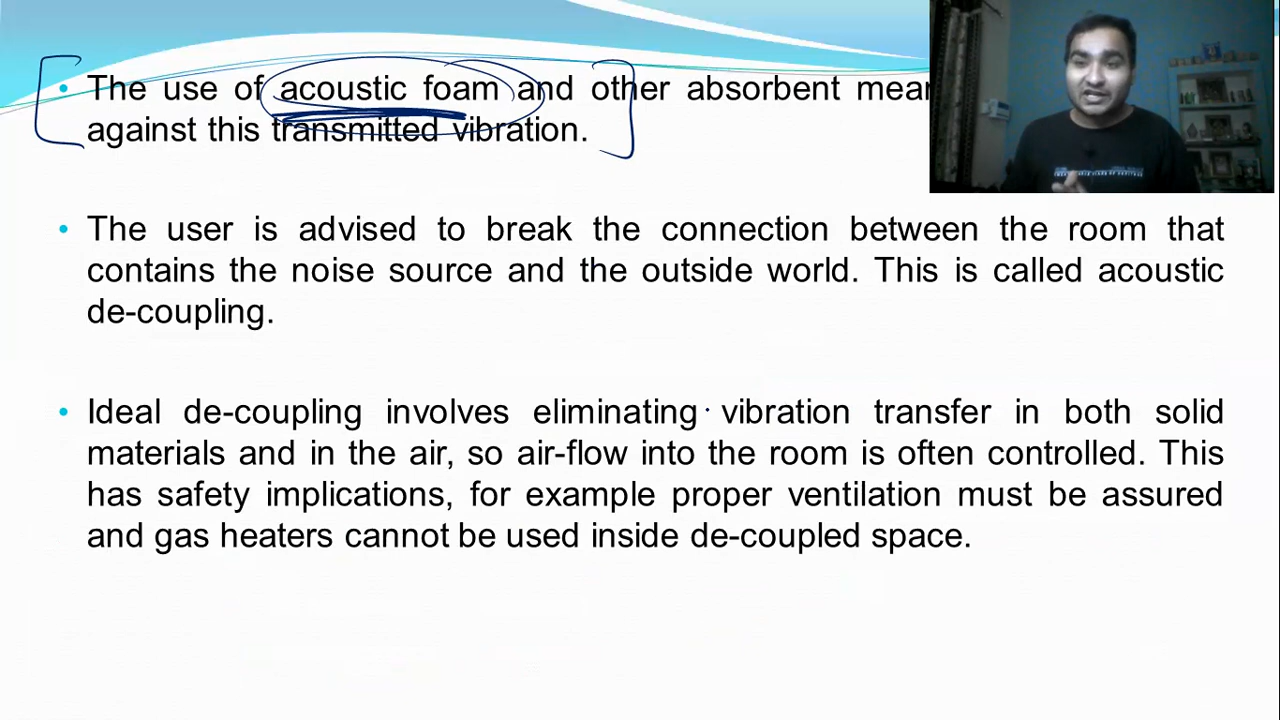 • The use of acoustic foam and other absorbent
against this transmitted vibration.
• The user is advised to break the connection between the room that
contains the noise source and the outside world. This is called acoustic
de-coupling.
• Ideal de-coupling involves eliminating vibration transfer in both solid
materials and in the air, so air-flow into the room is often controlled. This
has safety implications, for example proper ventilation must be assured
and gas heaters cannot be used inside de-coupled space.